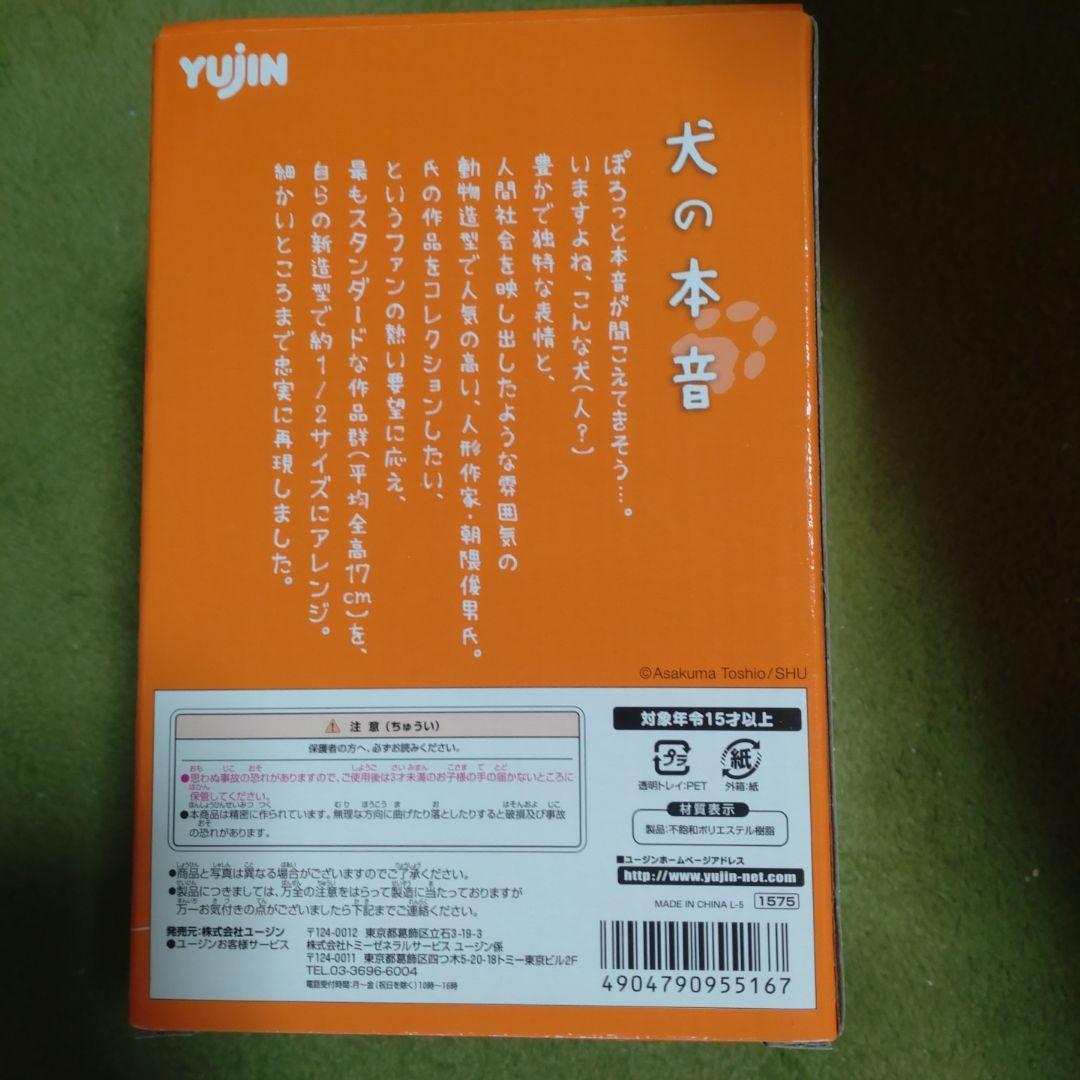 YUJIN
犬の本音
ぽろっと本音が聞こえてきそう…。
いますよね、こんな犬(人?)
豊かで独特な表情と、
人間社会を映し出したような雰囲気の
動物造型で人気の高い、人形作家・朝隈俊男氏。
氏の作品をコレクションしたい、
というファンの熱い要望に応え、
最もスタンダードな作品群(平均全高17cm)を、
自らの新造型で約1/2サイズにアレンジ。
細かいところまで忠実に再現しました。
©Asakuma Toshio/SHU
注意(ちゅうい)
保護者の方へ、必ずお読みください。
●思わぬ事故の恐れがありますので、ご使用後は3才未満のお子様の手の届かないところに
保管してください。
●本商品は精密に作られています。無理な方向に曲げたり落としたりすると破損及び事故
の恐れがあります。
●商品と写真は異なる場合がございますのでご了承ください。
●製品につきましては、万全の注意をはらって製造に当たっておりますが
万一お気付きの点がございましたら下記までご連絡ください。
発売元:株式会社ユージン 〒124-0012 東京都葛飾区立石3-19-3
●ユージンお客様サービス 株式会社トミーゼネラルサービス ユージン係
〒124-0011 東京都葛飾区四つ木5-20-18トミー東京ビル2F
TEL.03-3696-6004
電話受付時間:月〜金(祝日を除く)10時〜16時
対象年令15才以上
プラ 紙
透明トレイ:PET 外箱:紙
材質表示
製品:不飽和ポリエステル樹脂
■ユージンホームページアドレス
http://www.yujin-net.com
MADE IN CHINA L-5 1575
4904790955167